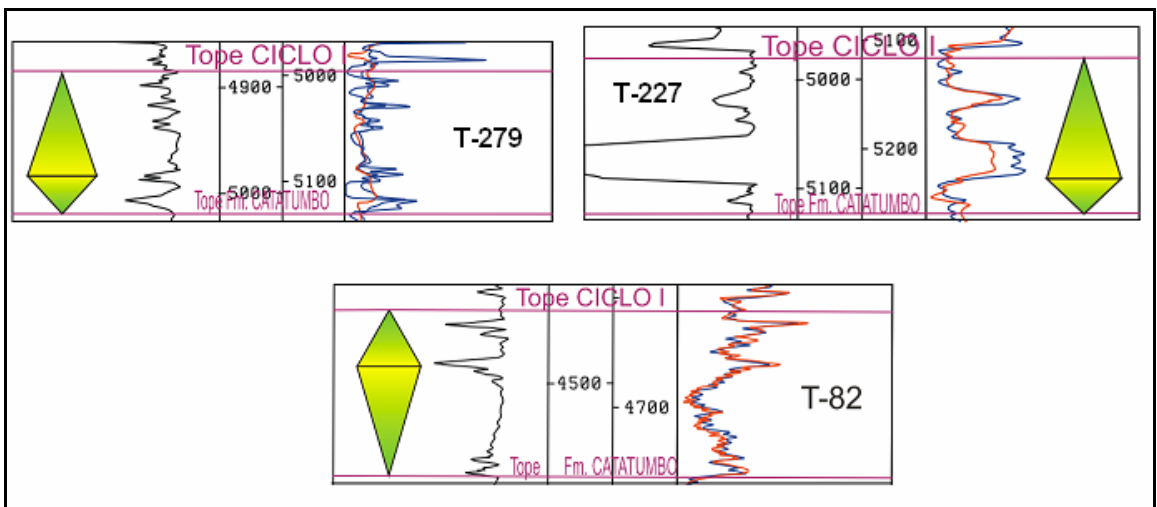 Tope CICLO I
5000
4900
T-279
5100
5000
Tope Fm. CATATUMBO
5100
Tope CICLO I
5000
T-227
5200
5100
Tope Fm. CATATUMBO
Tope CICLO I
4500
4700
T-82
Tope Fm. CATATUMBO